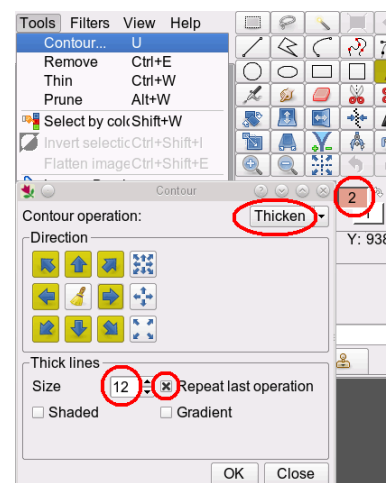 Tools Filters View Help
Contour... U
Remove Ctrl+E
Thin Ctrl+W
Prune Alt+W
Select by colo Shift+W
Invert selectic Ctrl+Shift+I
Flatten image Ctrl+Shift+E
Contour
2
Contour operation: Thicken
1
Direction
Y: 938
Thick lines
Size 12 Repeat last operation
Shaded Gradient
OK Close